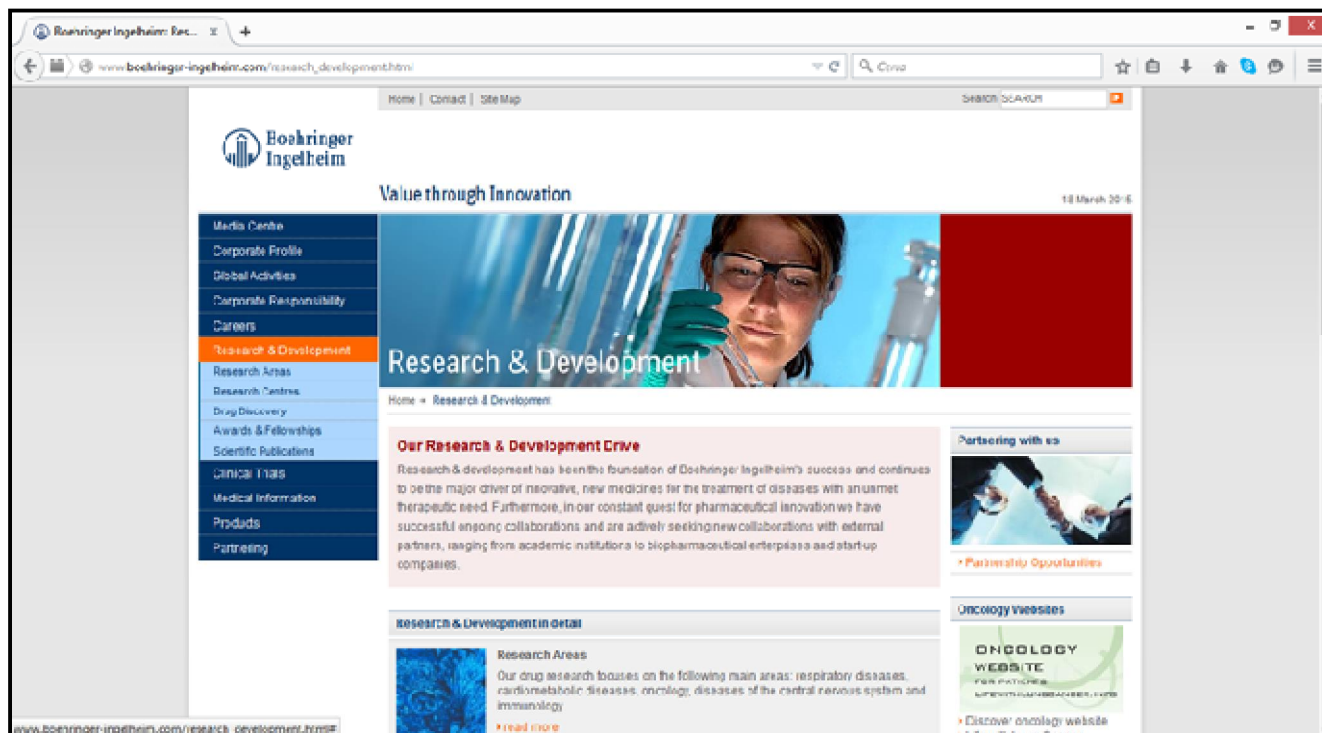 Boehringer Ingelheim: Res... x +
www.boehringer-ingelheim.com/research_development.html
Cerca
Home | Contact | Site Map
Search SEARCH
Boehringer
Ingelheim
Value through Innovation
18 March 2015
Media Centre
Corporate Profile
Global Activities
Corporate Responsibility
Careers
Research & Development
Research Areas
Research Centres
Drug Discovery
Awards & Fellowships
Scientific Publications
Clinical Trials
Medical Information
Products
Partnering
Research & Development
Home » Research & Development
Our Research & Development Drive
Research & development has been the foundation of Boehringer Ingelheim's success and continues
to be the major driver of innovative, new medicines for the treatment of diseases with an unmet
therapeutic need. Furthermore, in our constant quest for pharmaceutical innovation we have
successful ongoing collaborations and are actively seeking new collaborations with external
partners, ranging from academic institutions to biopharmaceutical enterprises and start-up
companies.
Research & Development in detail
Research Areas
Our drug research focuses on the following main areas: respiratory diseases,
cardiometabolic diseases, oncology, diseases of the central nervous system and
immunology
read more
Partnering with us
Partnership Opportunities
Oncology Websites
ONCOLOGY
WEBSITE
FOR PATIENS
LIFEWITHLUNGCANSER.INFO
Discover oncology website
www.boehringer-ingelheim.com/research_development.html#